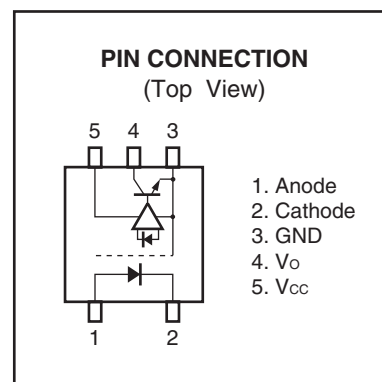 PIN CONNECTION
(Top View)
5 4 3
1. Anode
2. Cathode
3. GND
4. Vo
5. Vcc
1 2